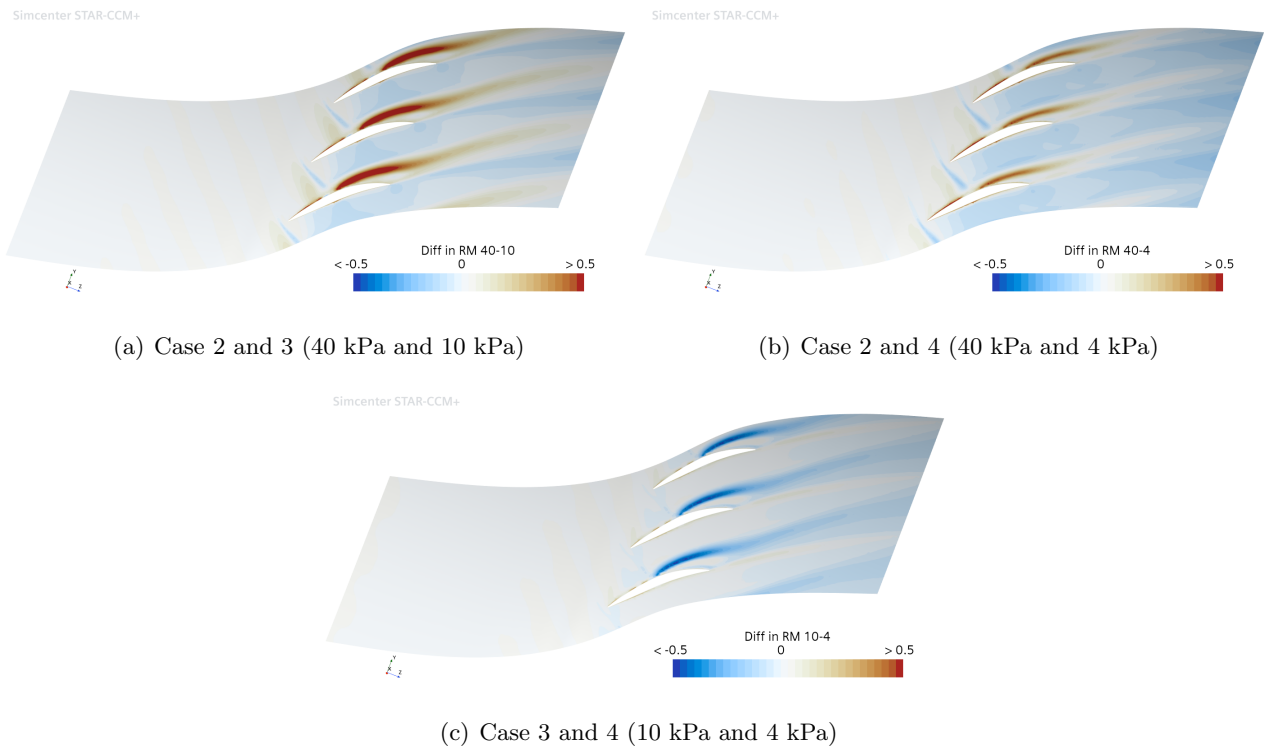 Simcenter STAR-CCM+ Simcenter STAR-CCM+
Diff in RM 40-10 Diff in RM 40-4
< -0.5 0 > 0.5 < -0.5 0 > 0.5
Y X Z Y X Z
(a) Case 2 and 3 (40 kPa and 10 kPa) (b) Case 2 and 4 (40 kPa and 4 kPa)
Simcenter STAR-CCM+
Diff in RM 10-4
< -0.5 0 > 0.5
Y X Z
(c) Case 3 and 4 (10 kPa and 4 kPa)